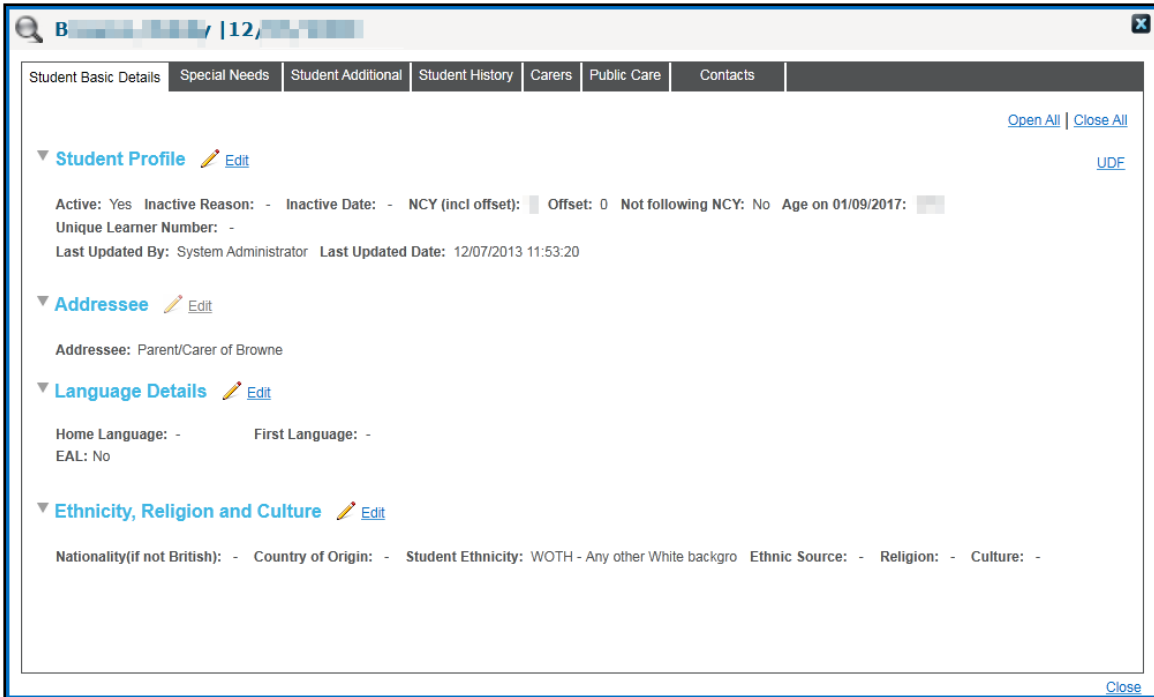 B y |12/
Student Basic Details Special Needs Student Additional Student History Carers Public Care Contacts
Open All | Close All
Student Profile Edit UDF
Active: Yes Inactive Reason: - Inactive Date: - NCY (incl offset): Offset: 0 Not following NCY: No Age on 01/09/2017:
Unique Learner Number: -
Last Updated By: System Administrator Last Updated Date: 12/07/2013 11:53:20
Addressee Edit
Addressee: Parent/Carer of Browne
Language Details Edit
Home Language: - First Language: -
EAL: No
Ethnicity, Religion and Culture Edit
Nationality(if not British): - Country of Origin: - Student Ethnicity: WOTH - Any other White backgro Ethnic Source: - Religion: - Culture: -
Close